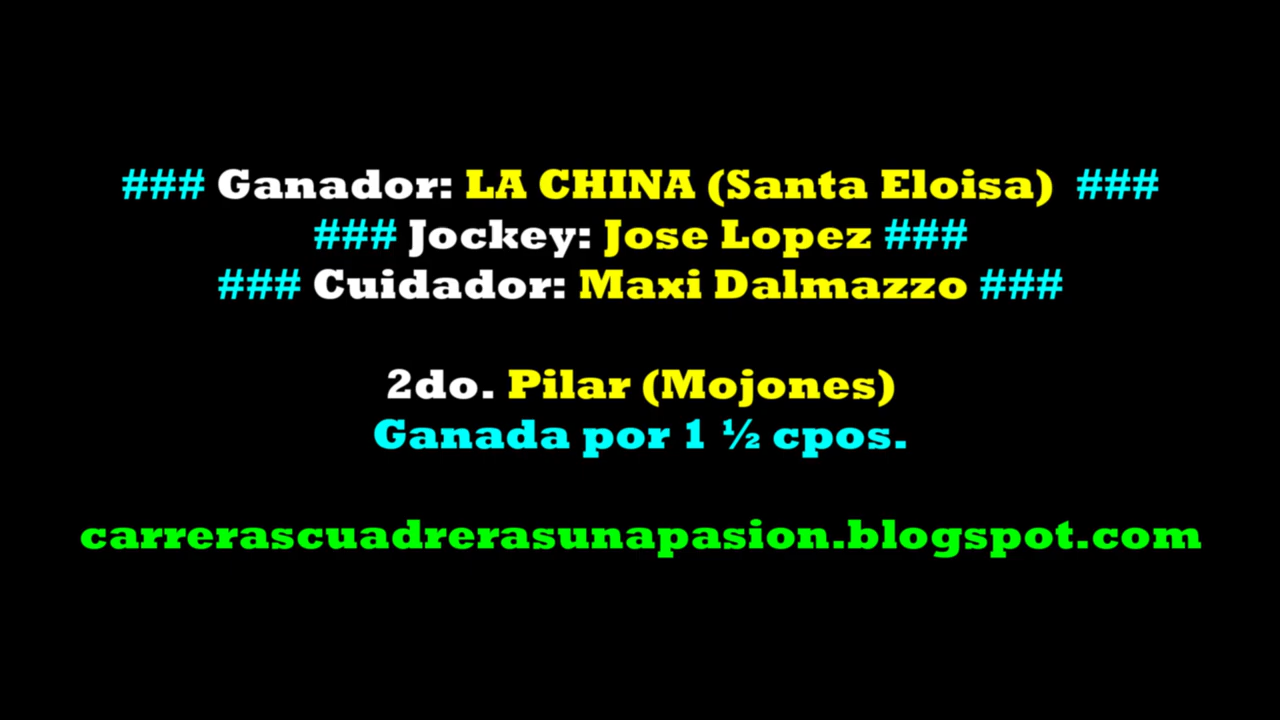 ### Ganador: LA CHINA (Santa Eloisa) ###
### Jockey: Jose Lopez ###
### Cuidador: Maxi Dalmazzo ###
2do. Pilar (Mojones)
Ganada por 1 ½ cpos.
carrerascuadrerasunapasion.blogspot.com